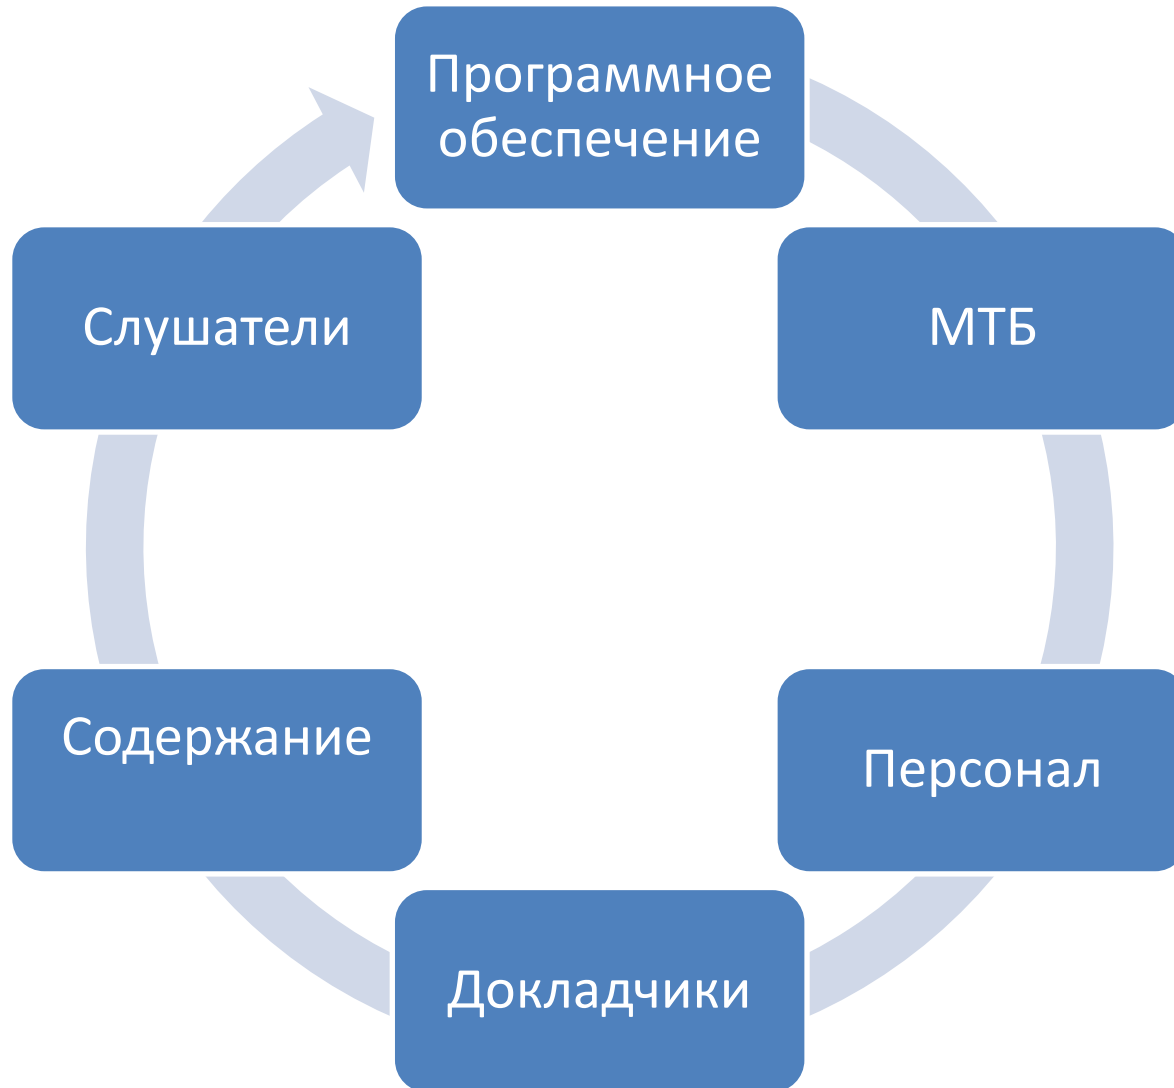 Программное
обеспечение
МТБ
Персонал
Докладчики
Содержание
Слушатели